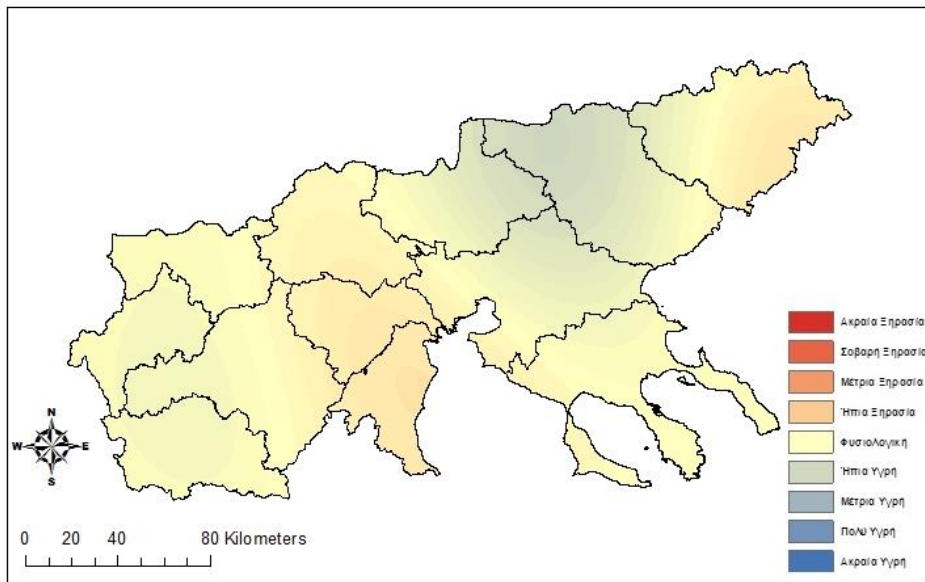 Ακραία Ξηρασία
Σοβαρή Ξηρασία
Μέτρια Ξηρασία
Ήπια Ξηρασία
Φυσιολογική
Ήπια Υγρή
Μέτρια Υγρή
Πολύ Υγρή
Ακραία Υγρή
N
W E
S
0 20 40 80 Kilometers